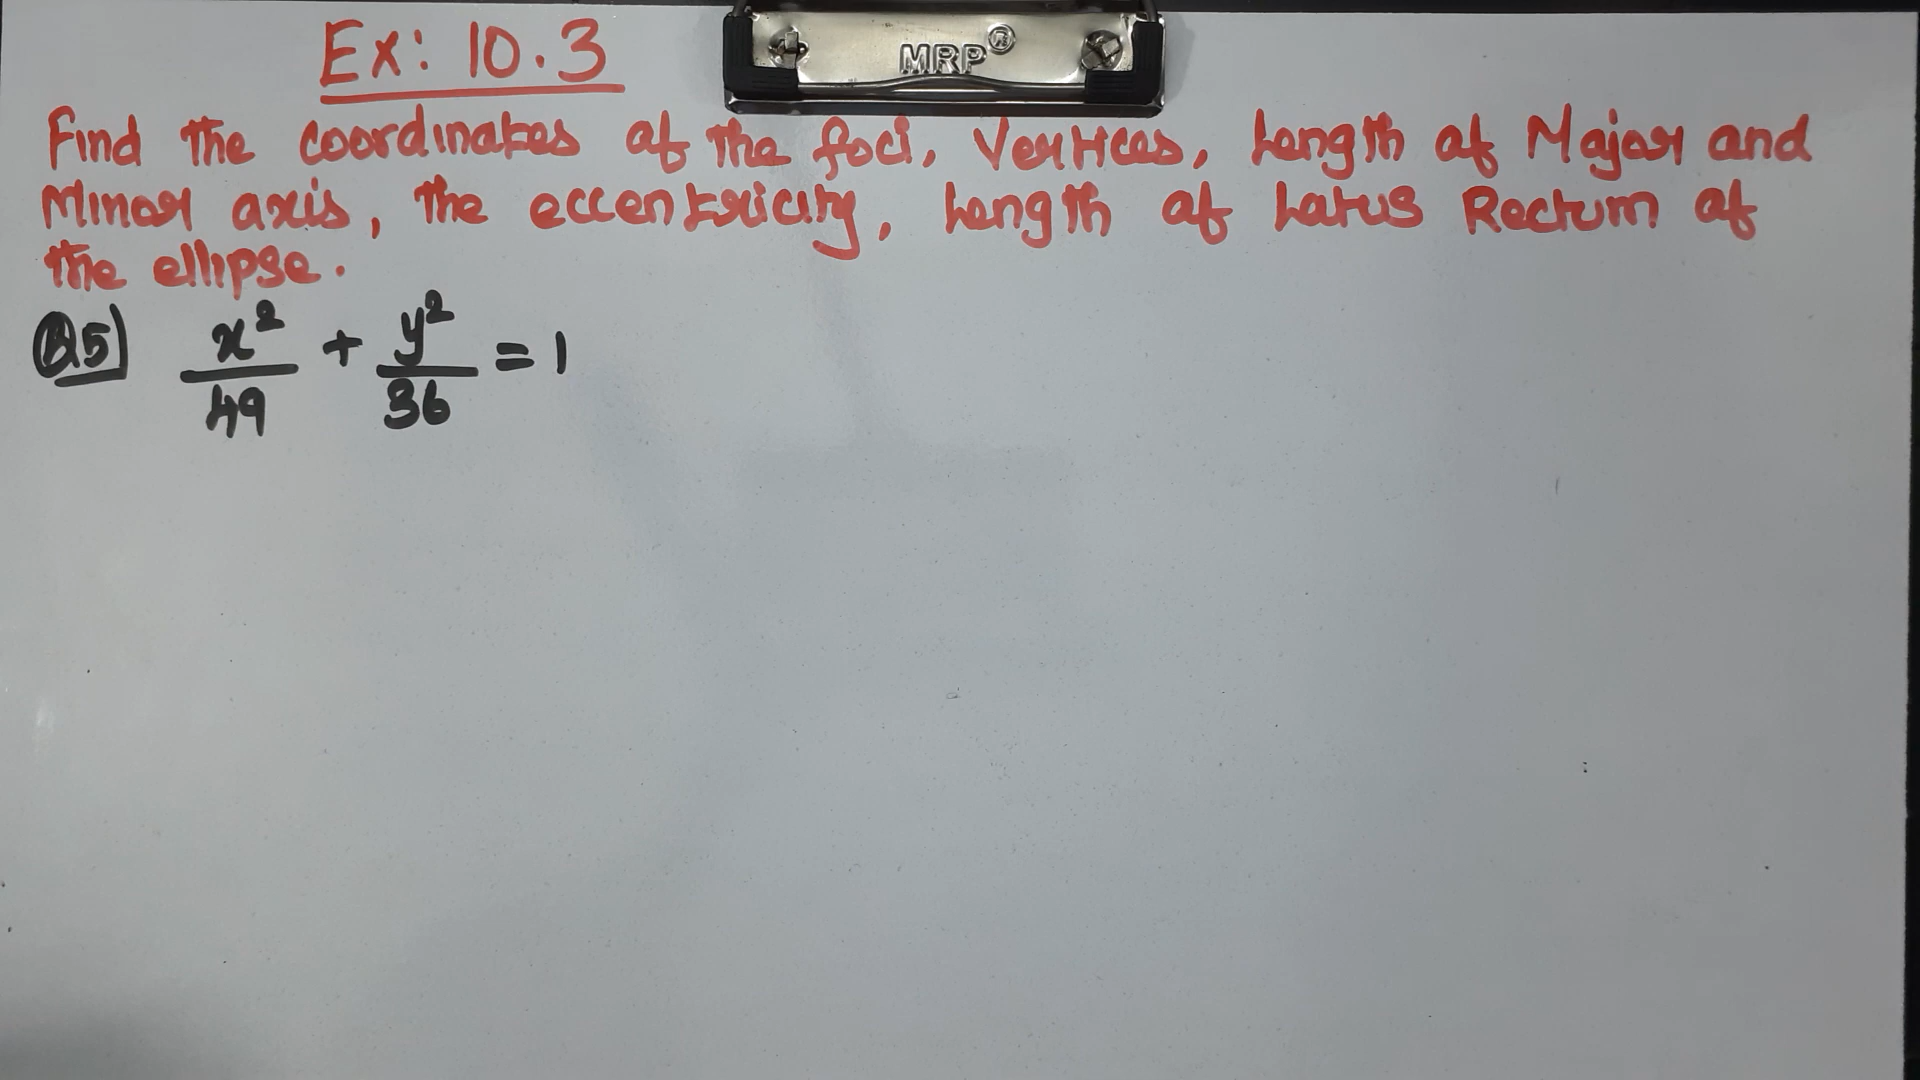 Ex: 10.3
MRP®
Find the coordinates of the foci, Vertices, Length of Major and
Minor axis, the eccentricity, Length of Latus Rectum of
the ellipse.
Q5) x²/49 + y²/36 = 1